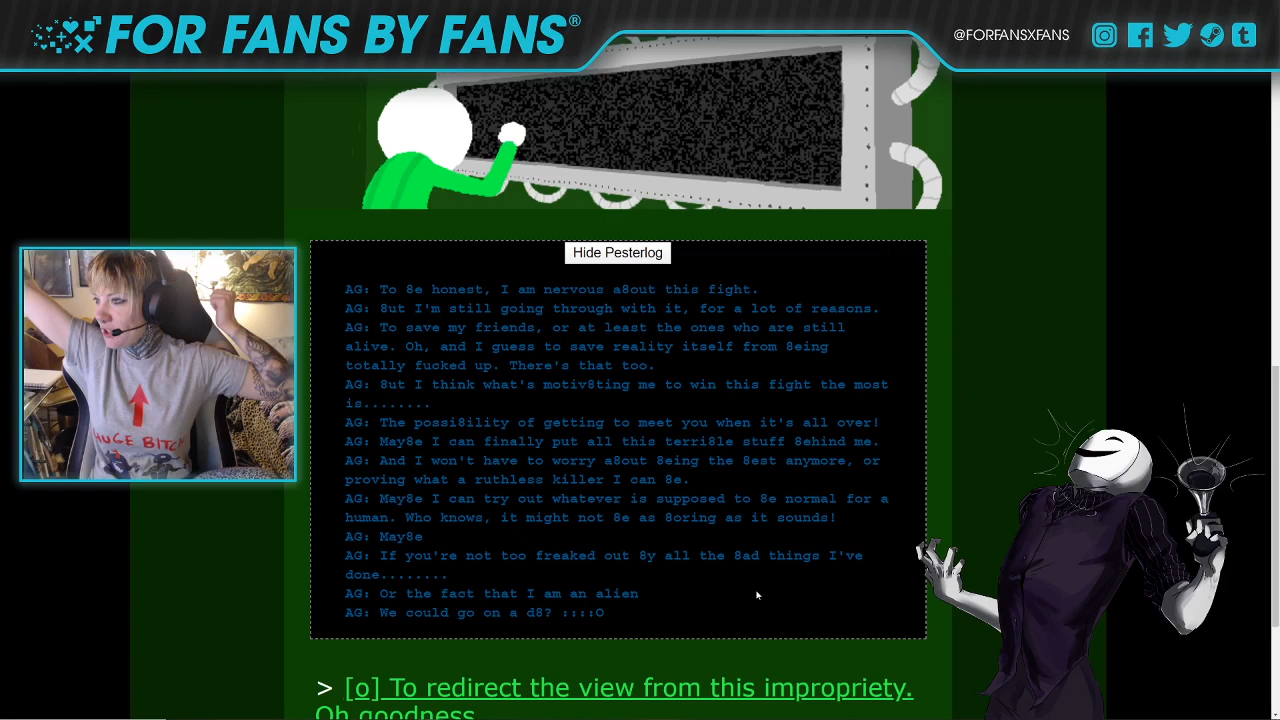 FOR FANS BY FANS®
@FORFANSXFANS
Hide Pesterlog
AG: To 8e honest, I am nervous a8out this fight.
AG: 8ut I'm still going through with it, for a lot of reasons.
AG: To save my friends, or at least the ones who are still
alive. Oh, and I guess to save reality itself from 8eing
totally fucked up. There's that too.
AG: 8ut I think what's motiv8ting me to win this fight the most
is........
AG: The possi8ility of getting to meet you when it's all over!
AG: May8e I can finally put all this terri8le stuff 8ehind me.
AG: And I won't have to worry a8out 8eing the 8est anymore, or
proving what a ruthless killer I can 8e.
AG: May8e I can try out whatever is supposed to 8e normal for a
human. Who knows, it might not 8e as 8oring as it sounds!
AG: May8e
AG: If you're not too freaked out 8y all the 8ad things I've
done........
AG: Or the fact that I am an alien
AG: We could go on a d8? ::::O
HUGE BITCH
> [o] To redirect the view from this impropriety.
Oh goodness.